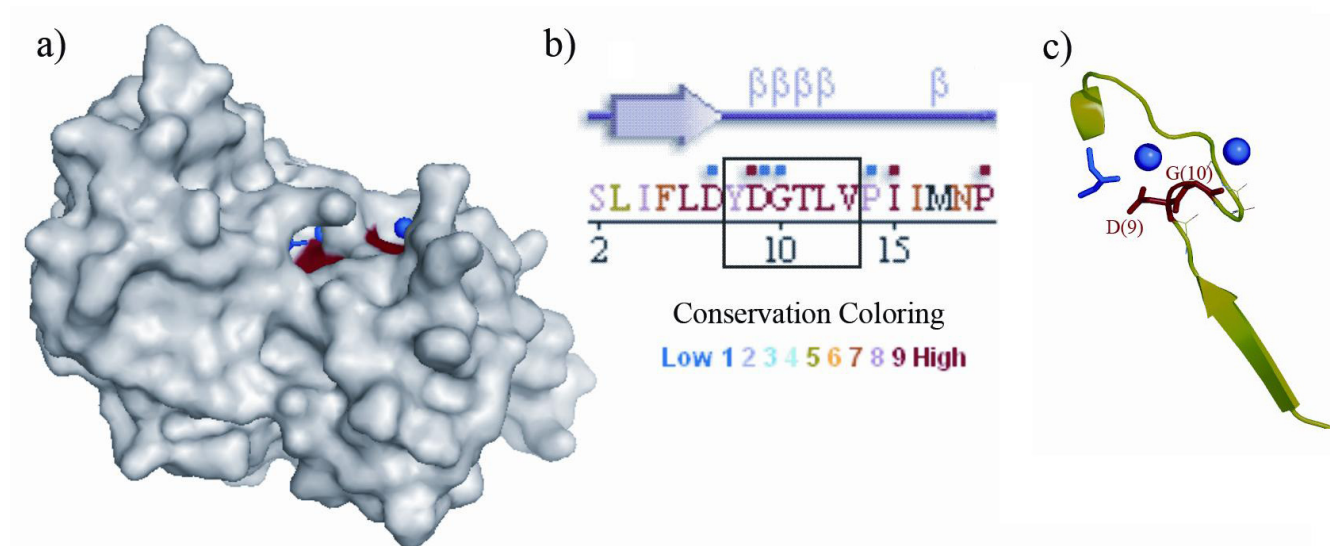 a)
b)
ββββ β
SLIFLDYDGTLVPIIMNP
2 10 15
Conservation Coloring
Low 1 2 3 4 5 6 7 8 9 High
c)
G(10)
D(9)